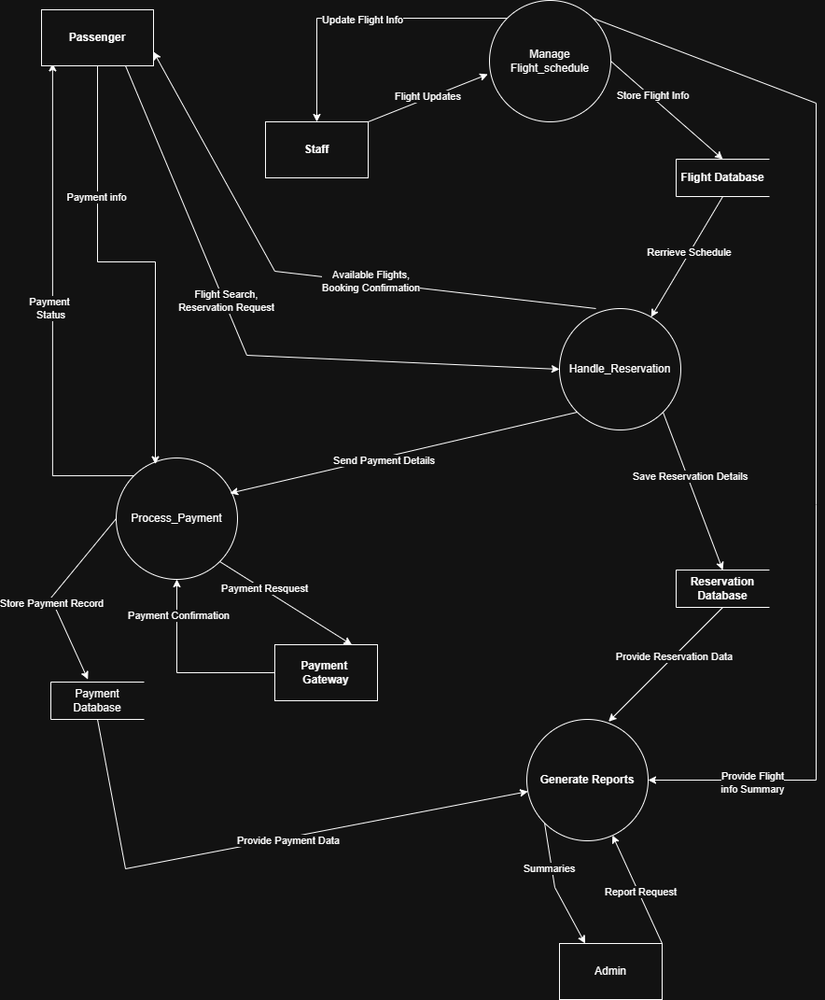 Update Flight Info
Passenger
Manage
Flight_schedule
Flight Updates
Store Flight Info
Staff
Flight Database
Payment info
Rerrieve Schedule
Available Flights,
Booking Confirmation
Payment
Status
Flight Search,
Reservation Request
Handle_Reservation
Send Payment Details
Save Reservation Details
Process_Payment
Store Payment Record
Payment Resquest
Payment Confirmation
Reservation
Database
Payment
Gateway
Provide Reservation Data
Payment
Database
Generate Reports
Provide Flight
info Summary
Provide Payment Data
Summaries
Report Request
Admin